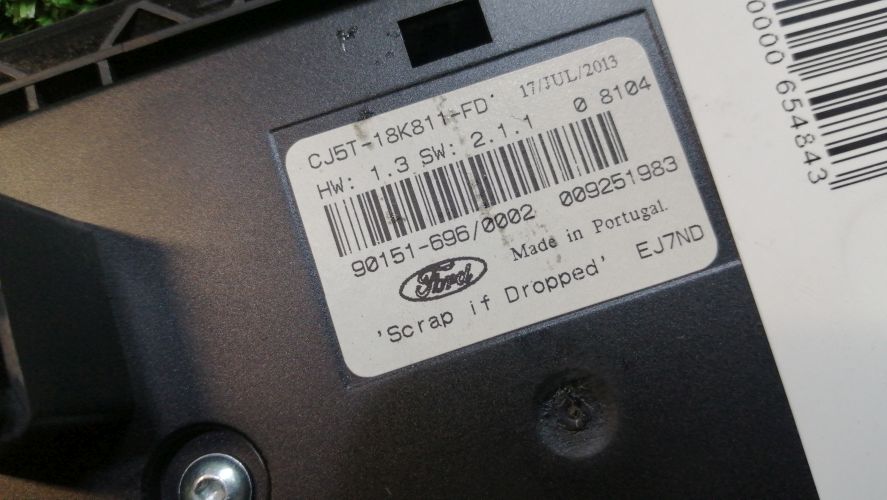 CJ5T-18K811-FD 17/JUL/2013
HW: 1.3 SW: 2.1.1 0 8104
90151-696/0002 009251983
Ford Made in Portugal.
'Scrap if Dropped' EJ7ND
0000 654843